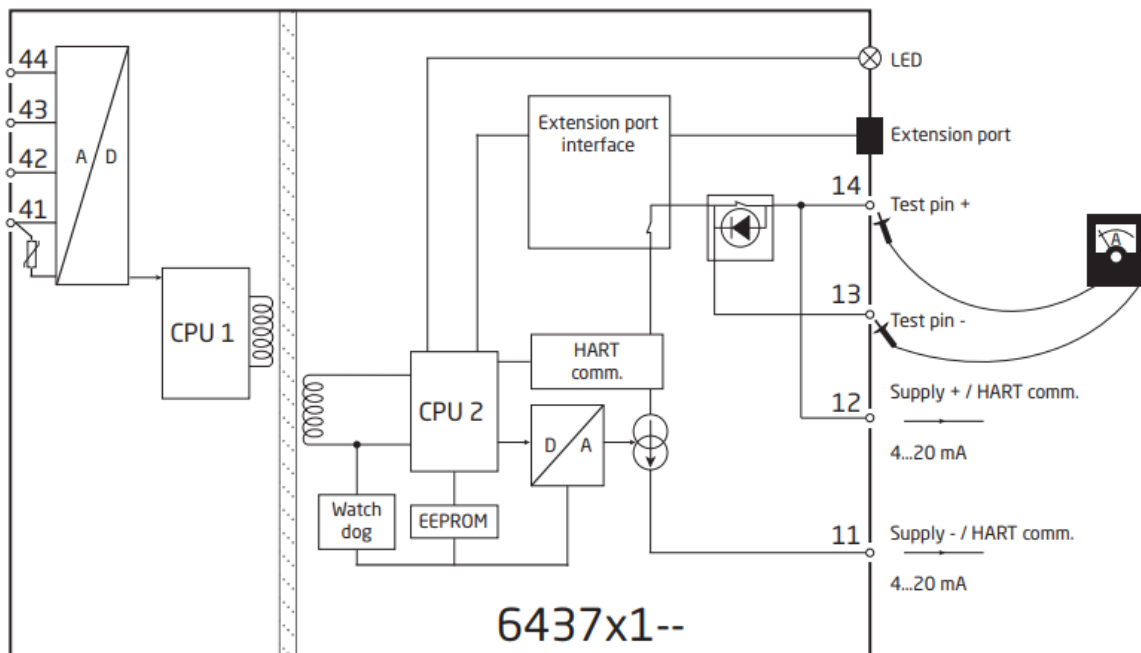 44
43
42
41
A/D
CPU 1
LED
Extension port
interface
Extension port
14
Test pin +
A
13
Test pin -
HART
comm.
CPU 2
12
Supply + / HART comm.
4...20 mA
D/A
Watch
dog
EEPROM
11
Supply - / HART comm.
4...20 mA
6437x1--